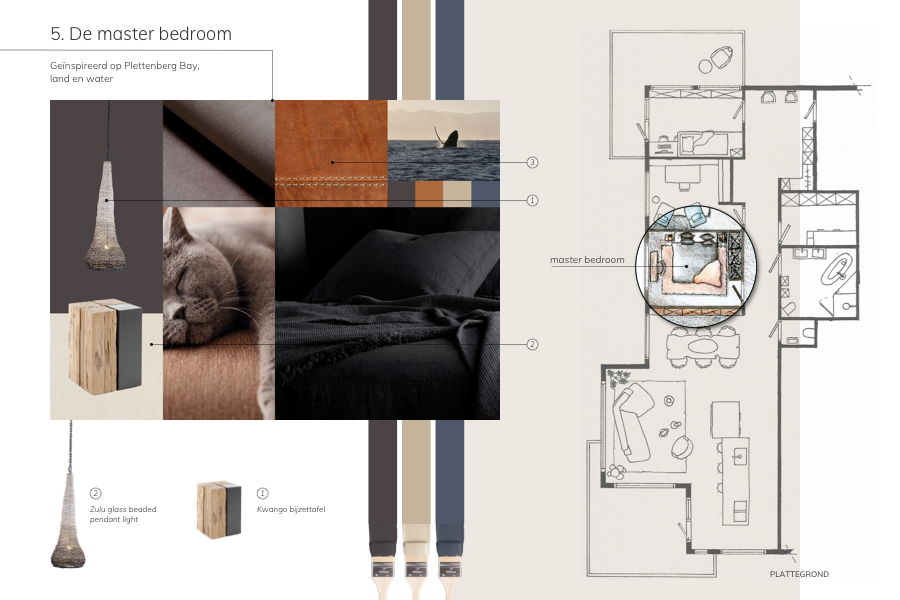 5. De master bedroom
Geïnspireerd op Plettenberg Bay,
land en water
3
1
master bedroom
2
2
Zulu glass beaded
pendant light
1
Kwango bijzettafel
PLATTEGROND